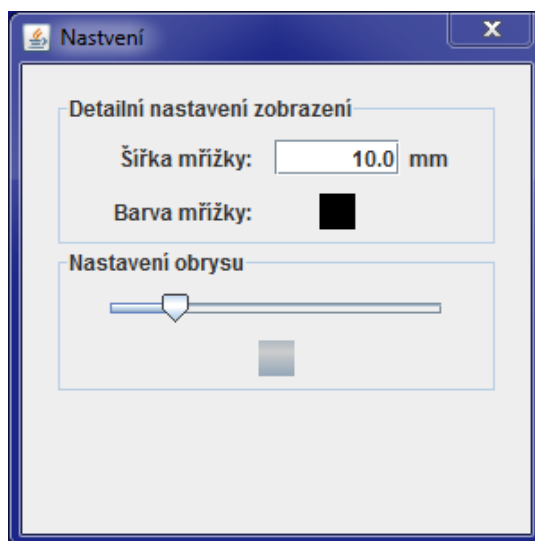 Nastvení
Detailní nastavení zobrazení
Šířka mřížky: 10.0 mm
Barva mřížky:
Nastavení obrysu